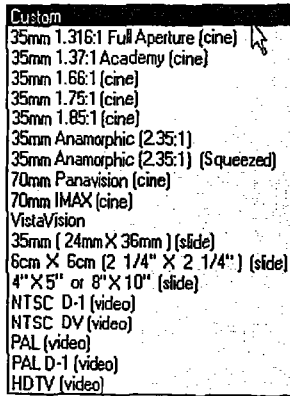 Custom
35mm 1.316:1 Full Aperture (cine)
35mm 1.37:1 Academy (cine)
35mm 1.66:1 (cine)
35mm 1.75:1 (cine)
35mm 1.85:1 (cine)
35mm Anamorphic (2.35:1)
35mm Anamorphic (2.35:1) (Squeezed)
70mm Panavision (cine)
70mm IMAX (cine)
VistaVision
35mm (24mm X 36mm) (slide)
6cm X 6cm (2 1/4" X 2 1/4") (slide)
4" X 5" or 8" X 10" (slide)
NTSC D-1 (video)
NTSC DV (video)
PAL (video)
PAL D-1 (video)
HDTV (video)